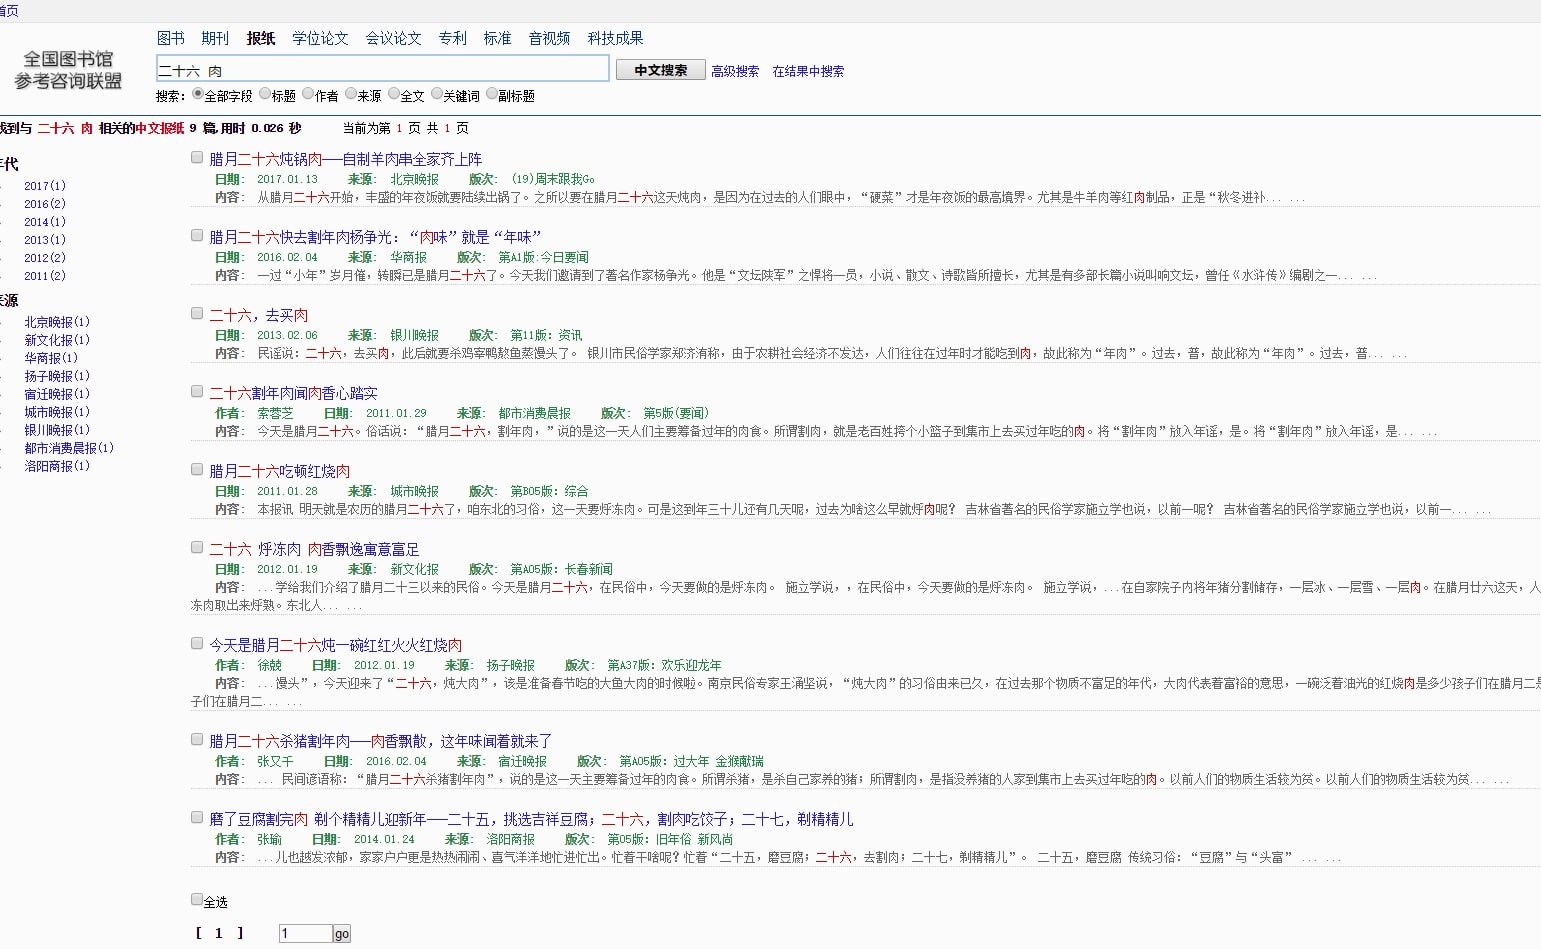 首页
全国图书馆
参考咨询联盟
图书 期刊 报纸 学位论文 会议论文 专利 标准 音视频 科技成果
二十六 肉 中文搜索 高级搜索 在结果中搜索
搜索: 全部字段 标题 作者 来源 全文 关键词 副标题
找到与 二十六 肉 相关的中文报纸 9 篇,用时 0.026 秒 当前为第 1 页 共 1 页
年代
2017(1)
2016(2)
2014(1)
2013(1)
2012(2)
2011(2)
来源
北京晚报(1)
新文化报(1)
华商报(1)
扬子晚报(1)
宿迁晚报(1)
城市晚报(1)
银川晚报(1)
都市消费晨报(1)
洛阳商报(1)
腊月二十六炖锅肉——自制羊肉串全家齐上阵
日期: 2017.01.13 来源: 北京晚报 版次: (19)周末跟我Go
内容: 从腊月二十六开始，丰盛的年夜饭就要陆续出锅了。之所以要在腊月二十六这天炖肉，是因为在过去的人们眼中，“硬菜”才是年夜饭的最高境界。尤其是牛羊肉等红肉制品，正是“秋冬进补... ...
腊月二十六快去割年肉杨争光：“肉味”就是“年味”
日期: 2016.02.04 来源: 华商报 版次: 第A1版:今日要闻
内容: 一过“小年”岁月催，转瞬已是腊月二十六了。今天我们邀请到了著名作家杨争光。他是“文坛陕军”之悍将一员，小说、散文、诗歌皆所擅长，尤其是有多部长篇小说叫响文坛，曾任《水浒传》编剧之一... ...
二十六，去买肉
日期: 2013.02.06 来源: 银川晚报 版次: 第11版：资讯
内容: 民谣说：二十六，去买肉，此后就要杀鸡宰鸭熬鱼蒸馒头了。 银川市民俗学家郑济洧称，由于农耕社会经济不发达，人们往往在过年时才能吃到肉，故此称为“年肉”。过去，普，故此称为“年肉”。过去，普... ...
二十六割年肉闻肉香心踏实
作者: 索蓉芝 日期: 2011.01.29 来源: 都市消费晨报 版次: 第5版(要闻)
内容: 今天是腊月二十六。俗话说：“腊月二十六，割年肉，”说的是这一天人们主要筹备过年的肉食。所谓割肉，就是老百姓挎个小篮子到集市上去买过年吃的肉。将“割年肉”放入年谣，是。将“割年肉”放入年谣，是... ...
腊月二十六吃顿红烧肉
日期: 2011.01.28 来源: 城市晚报 版次: 第B05版：综合
内容: 本报讯 明天就是农历的腊月二十六了，咱东北的习俗，这一天要烀冻肉。可是这到年三十儿还有几天呢，过去为啥这么早就烀肉呢？ 吉林省著名的民俗学家施立学也说，以前一呢？ 吉林省著名的民俗学家施立学也说，以前一... ...
二十六 烀冻肉 肉香飘逸寓意富足
日期: 2012.01.19 来源: 新文化报 版次: 第A05版：长春新闻
内容: ...学给我们介绍了腊月二十三以来的民俗。今天是腊月二十六，在民俗中，今天要做的是烀冻肉。 施立学说，，在民俗中，今天要做的是烀冻肉。 施立学说，...在自家院子内将年猪分割储存，一层冰、一层雪、一层肉。在腊月廿六这天，人
冻肉取出来烀熟。东北人... ...
今天是腊月二十六炖一碗红红火火红烧肉
作者: 徐兢 日期: 2012.01.19 来源: 扬子晚报 版次: 第A37版：欢乐迎龙年
内容: ...馒头”，今天迎来了“二十六，炖大肉”，该是准备春节吃的大鱼大肉的时候啦。南京民俗专家王涌坚说，“炖大肉”的习俗由来已久，在过去那个物质不富足的年代，大肉代表着富裕的意思，一碗泛着油光的红烧肉是多少孩子们在腊月二是
子们在腊月二... ...
腊月二十六杀猪割年肉——肉香飘散，这年味闻着就来了
作者: 张又千 日期: 2016.02.04 来源: 宿迁晚报 版次: 第A05版：过大年 金猴献瑞
内容: ... 民间谚语称：“腊月二十六杀猪割年肉”，说的是这一天主要筹备过年的肉食。所谓杀猪，是杀自己家养的猪；所谓割肉，是指没养猪的人家到集市上去买过年吃的肉。以前人们的物质生活较为贫。以前人们的物质生活较为贫... ...
磨了豆腐割完肉 剃个精精儿迎新年——二十五，挑选吉祥豆腐；二十六，割肉吃饺子；二十七，剃精精儿
作者: 张瑜 日期: 2014.01.24 来源: 洛阳商报 版次: 第05版：旧年俗 新风尚
内容: ...儿也越发浓郁，家家户户更是热热闹闹、喜气洋洋地忙进忙出。忙着干啥呢？忙着“二十五，磨豆腐；二十六，去割肉；二十七，剃精精儿”。 二十五，磨豆腐 传统习俗：“豆腐”与“头富” ... ...
全选
[ 1 ] 1 go